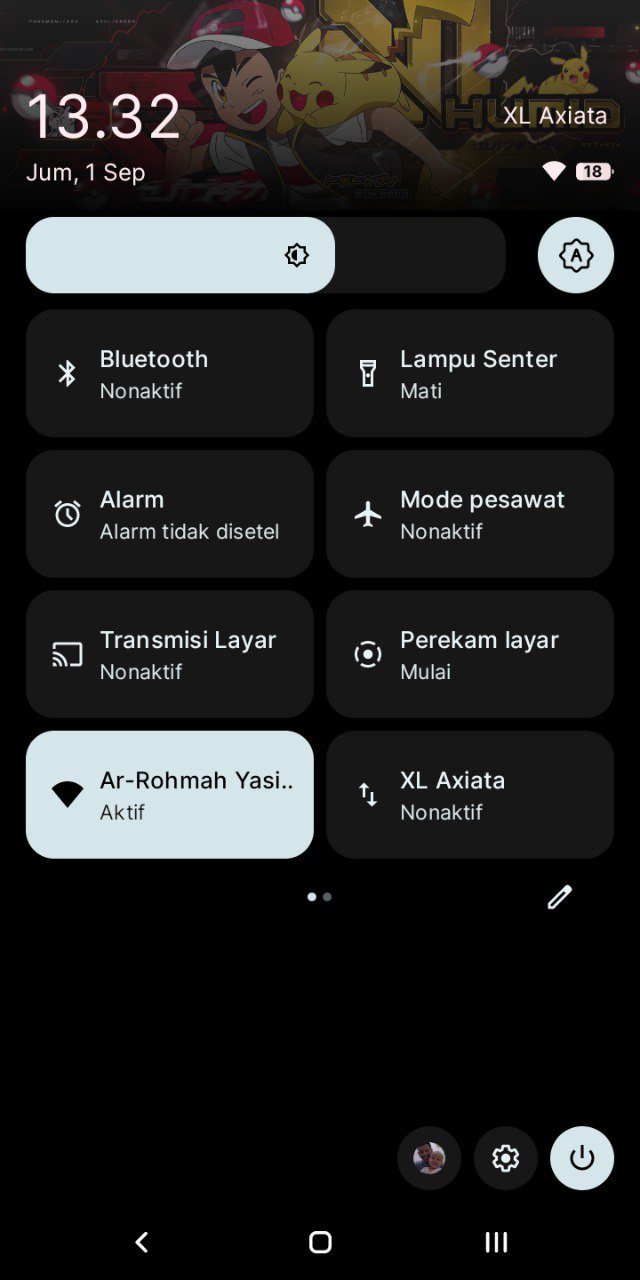 13.32
XL Axiata
Jum, 1 Sep
18
A
Bluetooth
Nonaktif
Lampu Senter
Mati
Alarm
Alarm tidak disetel
Mode pesawat
Nonaktif
Transmisi Layar
Nonaktif
Perekam layar
Mulai
Ar-Rohmah Yasi..
Aktif
XL Axiata
Nonaktif